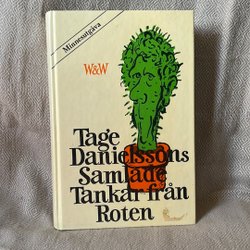 Minnesutgåva
W&W
Tage
Danielssons
Samlade
Tankar från
Roten